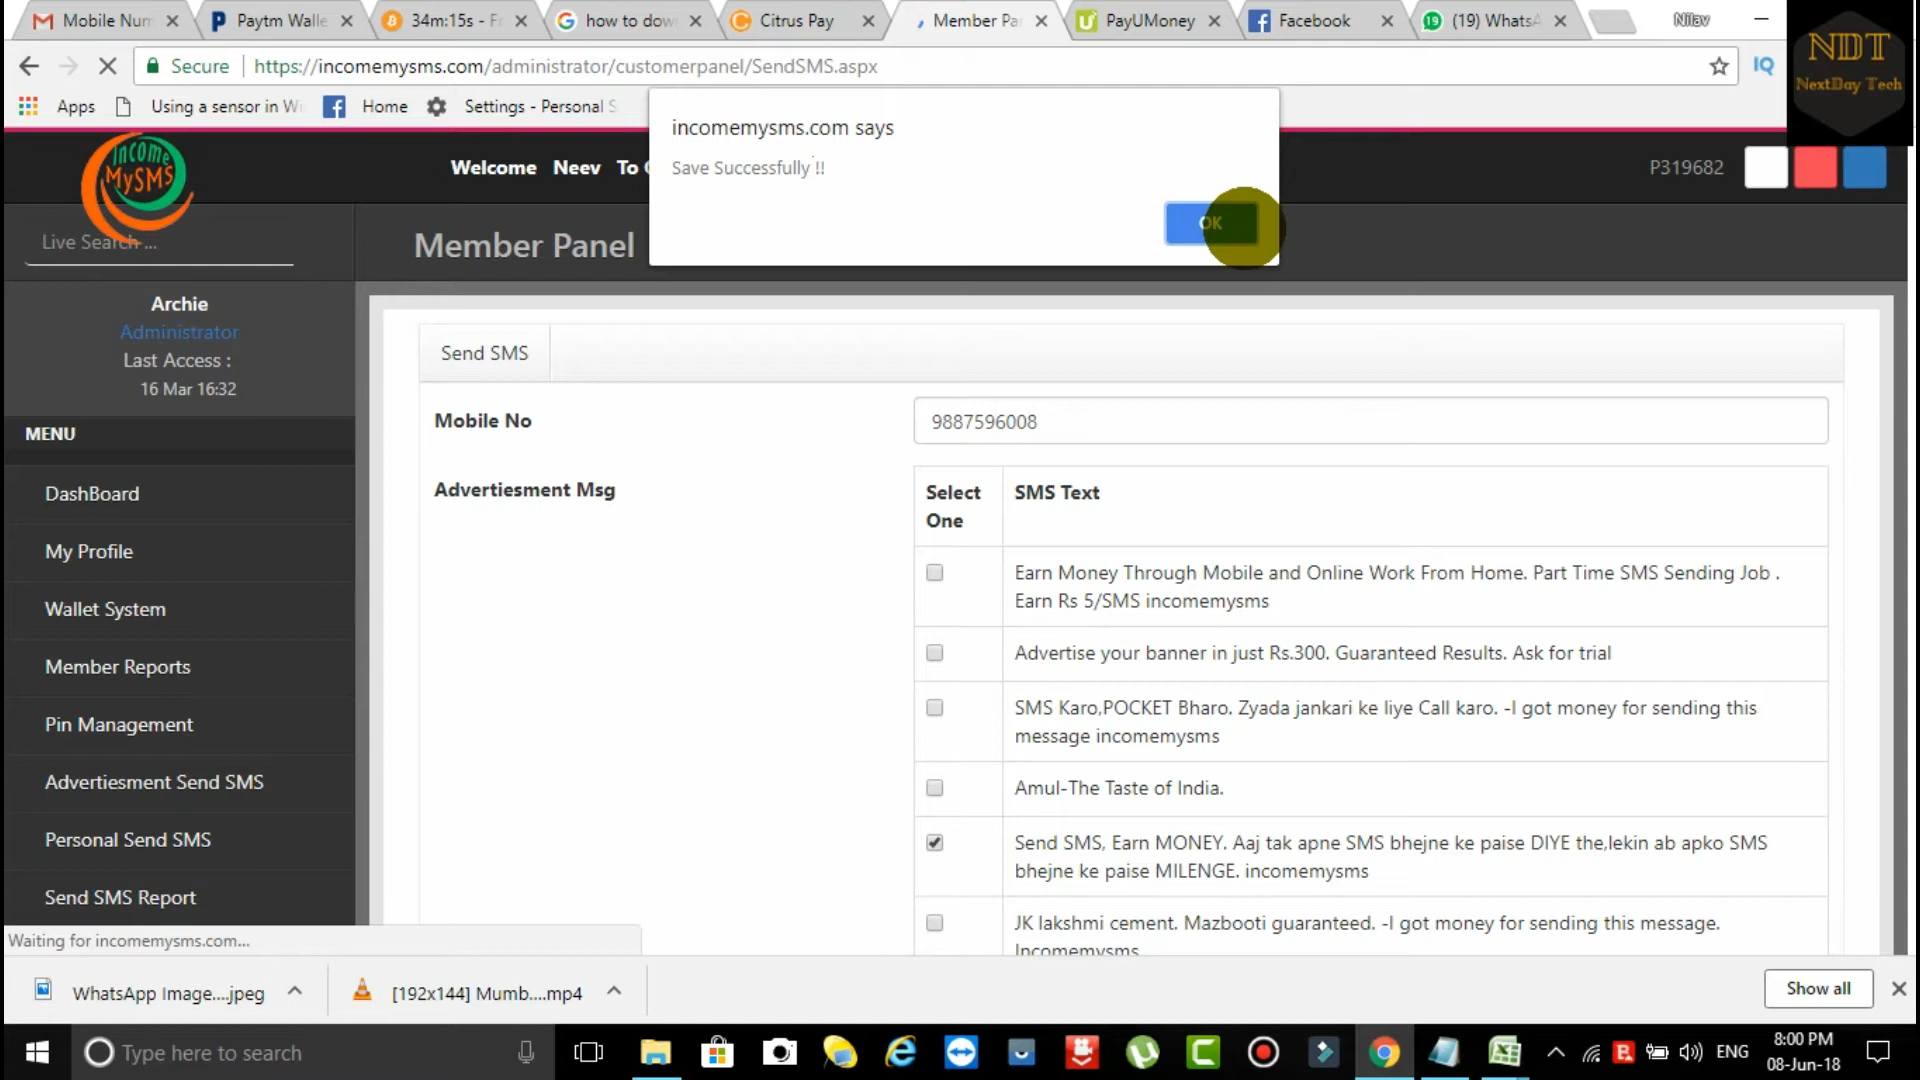 Mobile Num
Paytm Walle
34m:15s - F
how to dow
Citrus Pay
Member Pa
PayUMoney
Facebook
(19) WhatsA
Nilav
NDT
NextDay Tech
Secure
https://incomemysms.com/administrator/customerpanel/SendSMS.aspx
IQ
Apps
Using a sensor in Wi
Home
Settings - Personal S
incomemysms.com says
Save Successfully !!
OK
Income
MySMS
Welcome Neev To
P319682
Live Search ...
Member Panel
Archie
Administrator
Last Access :
16 Mar 16:32
MENU
DashBoard
My Profile
Wallet System
Member Reports
Pin Management
Advertiesment Send SMS
Personal Send SMS
Send SMS Report
Send SMS
Mobile No
9887596008
Advertiesment Msg
Select
One
SMS Text
Earn Money Through Mobile and Online Work From Home. Part Time SMS Sending Job .
Earn Rs 5/SMS incomemysms
Advertise your banner in just Rs.300. Guaranteed Results. Ask for trial
SMS Karo,POCKET Bharo. Zyada jankari ke liye Call karo. -I got money for sending this
message incomemysms
Amul-The Taste of India.
Send SMS, Earn MONEY. Aaj tak apne SMS bhejne ke paise DIYE the,lekin ab apko SMS
bhejne ke paise MILENGE. incomemysms
JK lakshmi cement. Mazbooti guaranteed. -I got money for sending this message.
Incomemysms
Waiting for incomemysms.com...
WhatsApp Image....jpeg
[192x144] Mumb....mp4
Show all
Type here to search
ENG
8:00 PM
08-Jun-18